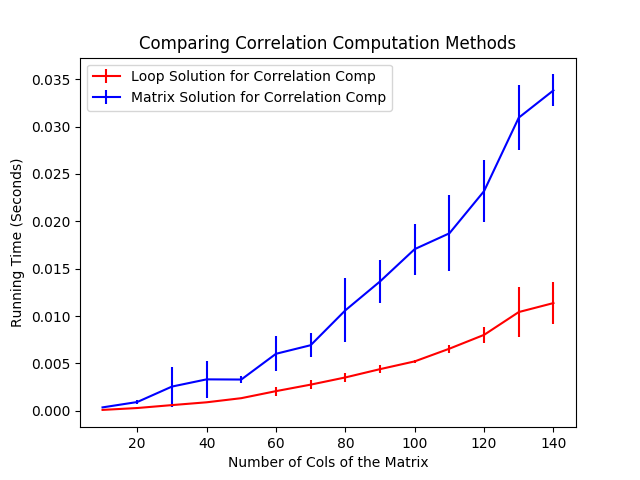 Comparing Correlation Computation Methods
Loop Solution for Correlation Comp
Matrix Solution for Correlation Comp
Running Time (Seconds)
0.035
0.030
0.025
0.020
0.015
0.010
0.005
0.000
20 40 60 80 100 120 140
Number of Cols of the Matrix